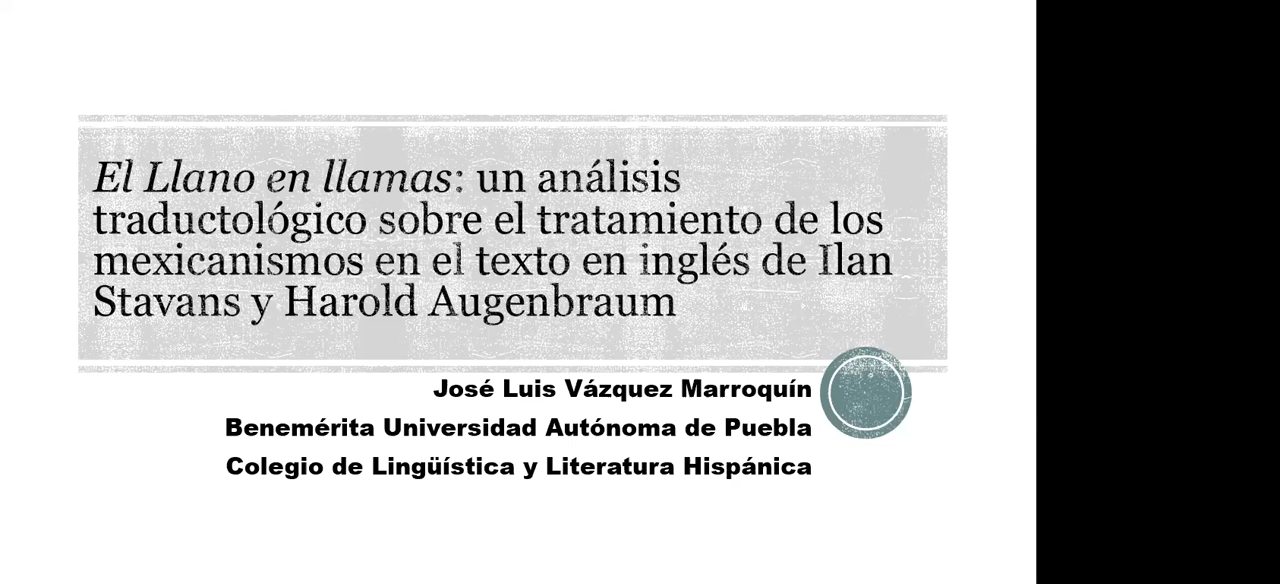 El Llano en llamas: un análisis
traductológico sobre el tratamiento de los
mexicanismos en el texto en inglés de Ilan
Stavans y Harold Augenbraum
José Luis Vázquez Marroquín
Benemérita Universidad Autónoma de Puebla
Colegio de Lingüística y Literatura Hispánica